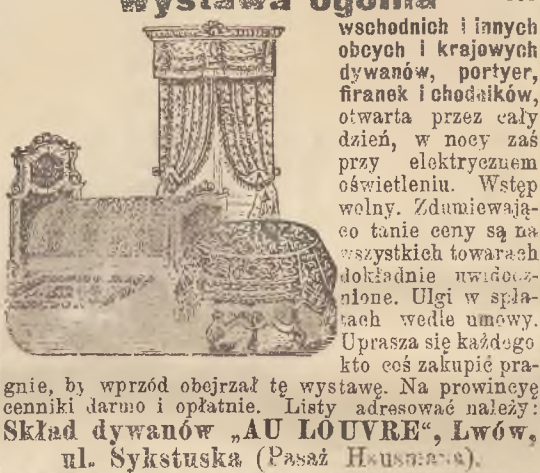 wystawa ogólna
wschodnich i innych
obcych i krajowych
dywanów, portyer,
firanek i chodników,
otwarta przez cały
dzień, w nocy zaś
przy elektrycznem
oświetleniu. Wstęp
wolny. Zdumiewają-
co tanie ceny są na
wszystkich towarach
dokładnie uwidocz-
nione. Ulgi w spła-
tach wedle umowy.
Uprasza się każdego
kto coś zakupić pra-
gnie, by wprzód obejrzał tę wystawę. Na prowincyę
cenniki darmo i opłatnie. Listy adresować należy:
Skład dywanów „AU LOUVRE“, Lwów,
ul. Sykstuska (Pasaż Hausmana).